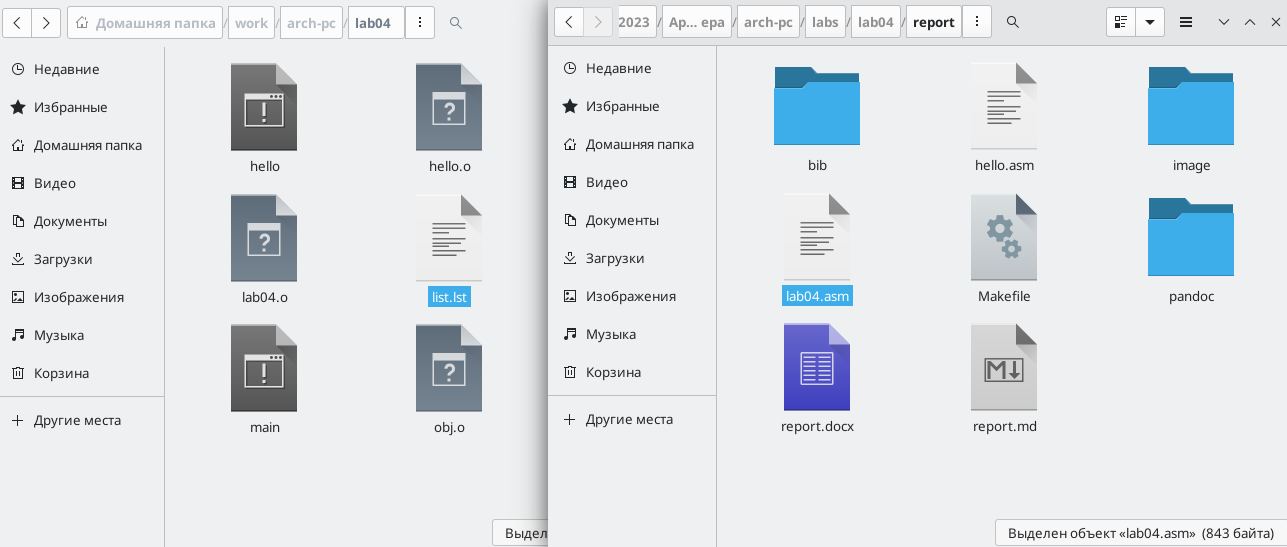 Домашняя папка / work / arch-pc / lab04
Недавние
Избранные
Домашняя папка
Видео
Документы
Загрузки
Изображения
Музыка
Корзина
Другие места
hello
hello.o
lab04.o
list.lst
main
obj.o
Выдел
2023 / Ар… ера / arch-pc / labs / lab04 / report
Недавние
Избранные
Домашняя папка
Видео
Документы
Загрузки
Изображения
Музыка
Корзина
Другие места
bib
hello.asm
image
lab04.asm
Makefile
pandoc
report.docx
report.md
Выделен объект «lab04.asm» (843 байта)